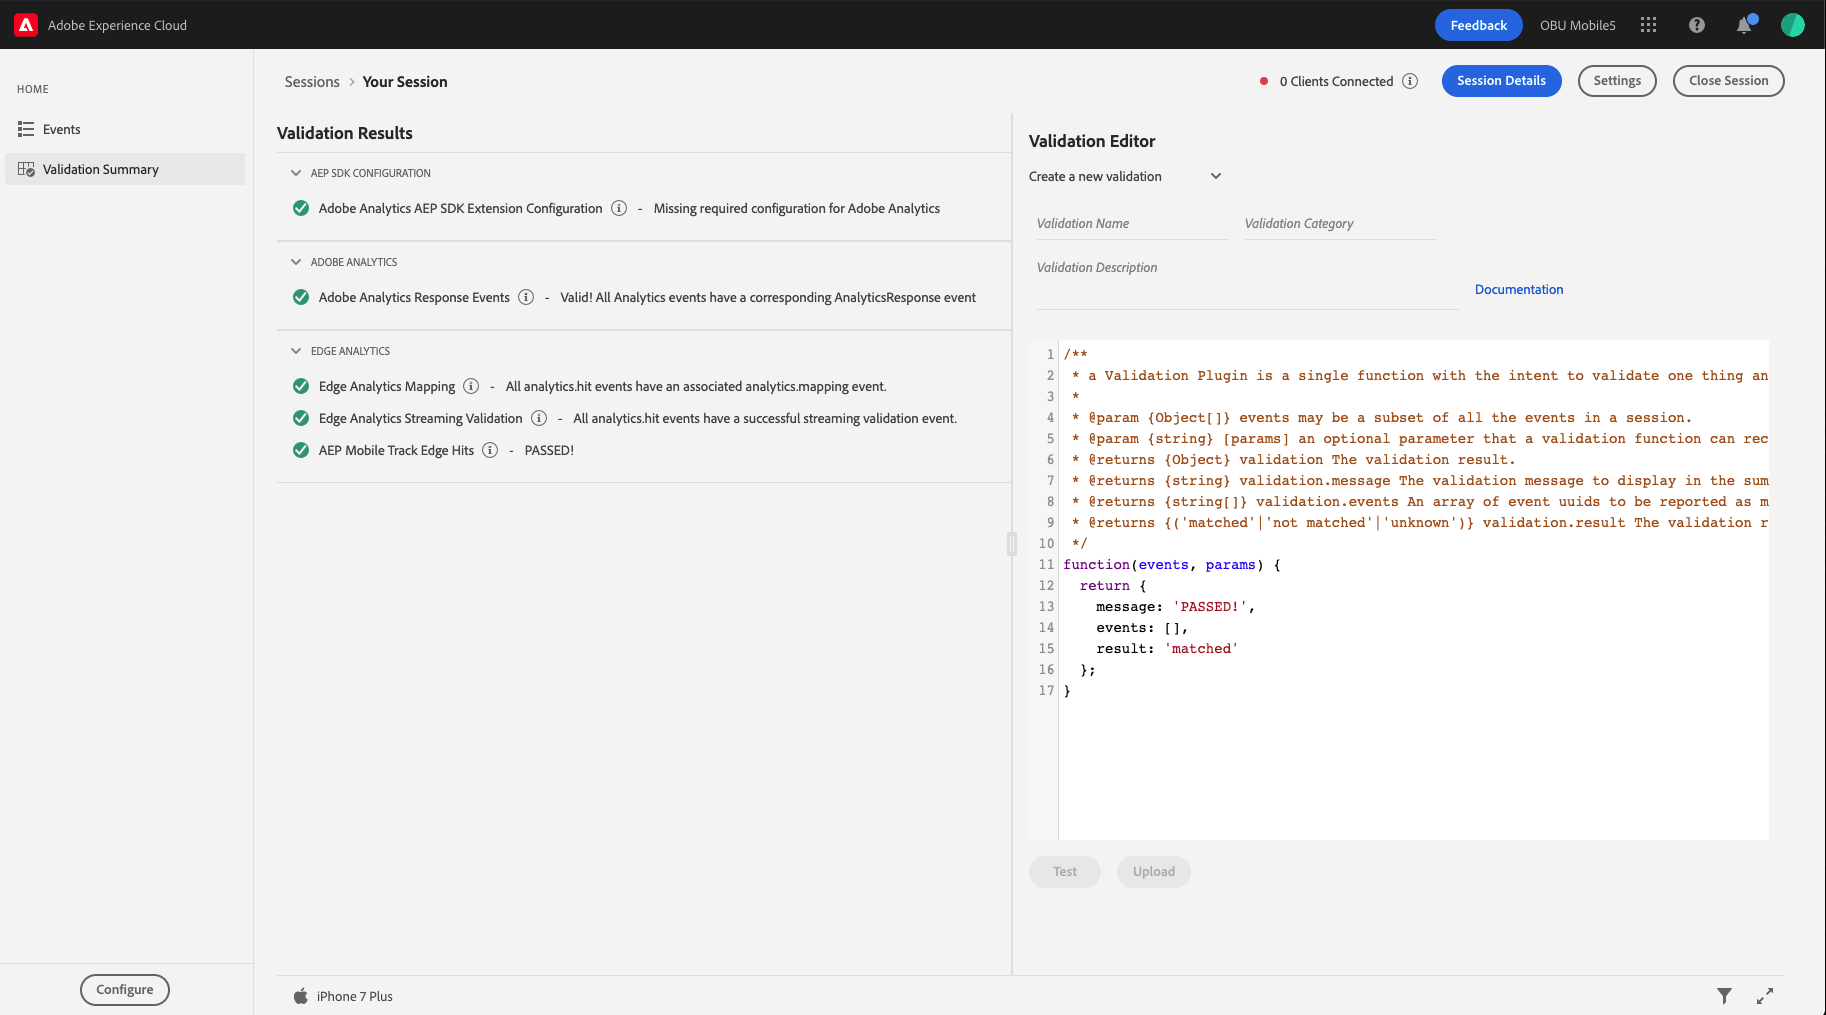 Adobe Experience Cloud
Feedback
OBU Mobile5
HOME
Events
Validation Summary
Configure
Sessions > Your Session
0 Clients Connected
Session Details
Settings
Close Session
Validation Results
AEP SDK CONFIGURATION
Adobe Analytics AEP SDK Extension Configuration - Missing required configuration for Adobe Analytics
ADOBE ANALYTICS
Adobe Analytics Response Events - Valid! All Analytics events have a corresponding AnalyticsResponse event
EDGE ANALYTICS
Edge Analytics Mapping - All analytics.hit events have an associated analytics.mapping event.
Edge Analytics Streaming Validation - All analytics.hit events have a successful streaming validation event.
AEP Mobile Track Edge Hits - PASSED!
Validation Editor
Create a new validation
Validation Name
Validation Category
Validation Description
Documentation
1 /**
2 * a Validation Plugin is a single function with the intent to validate one thing an
3 *
4 * @param {Object[]} events may be a subset of all the events in a session.
5 * @param {string} [params] an optional parameter that a validation function can rec
6 * @returns {Object} validation The validation result.
7 * @returns {string} validation.message The validation message to display in the sum
8 * @returns {string[]} validation.events An array of event uuids to be reported as m
9 * @returns {('matched'|'not matched'|'unknown')} validation.result The validation r
10 */
11 function(events, params) {
12 return {
13 message: 'PASSED!',
14 events: [],
15 result: 'matched'
16 };
17 }
Test
Upload
iPhone 7 Plus